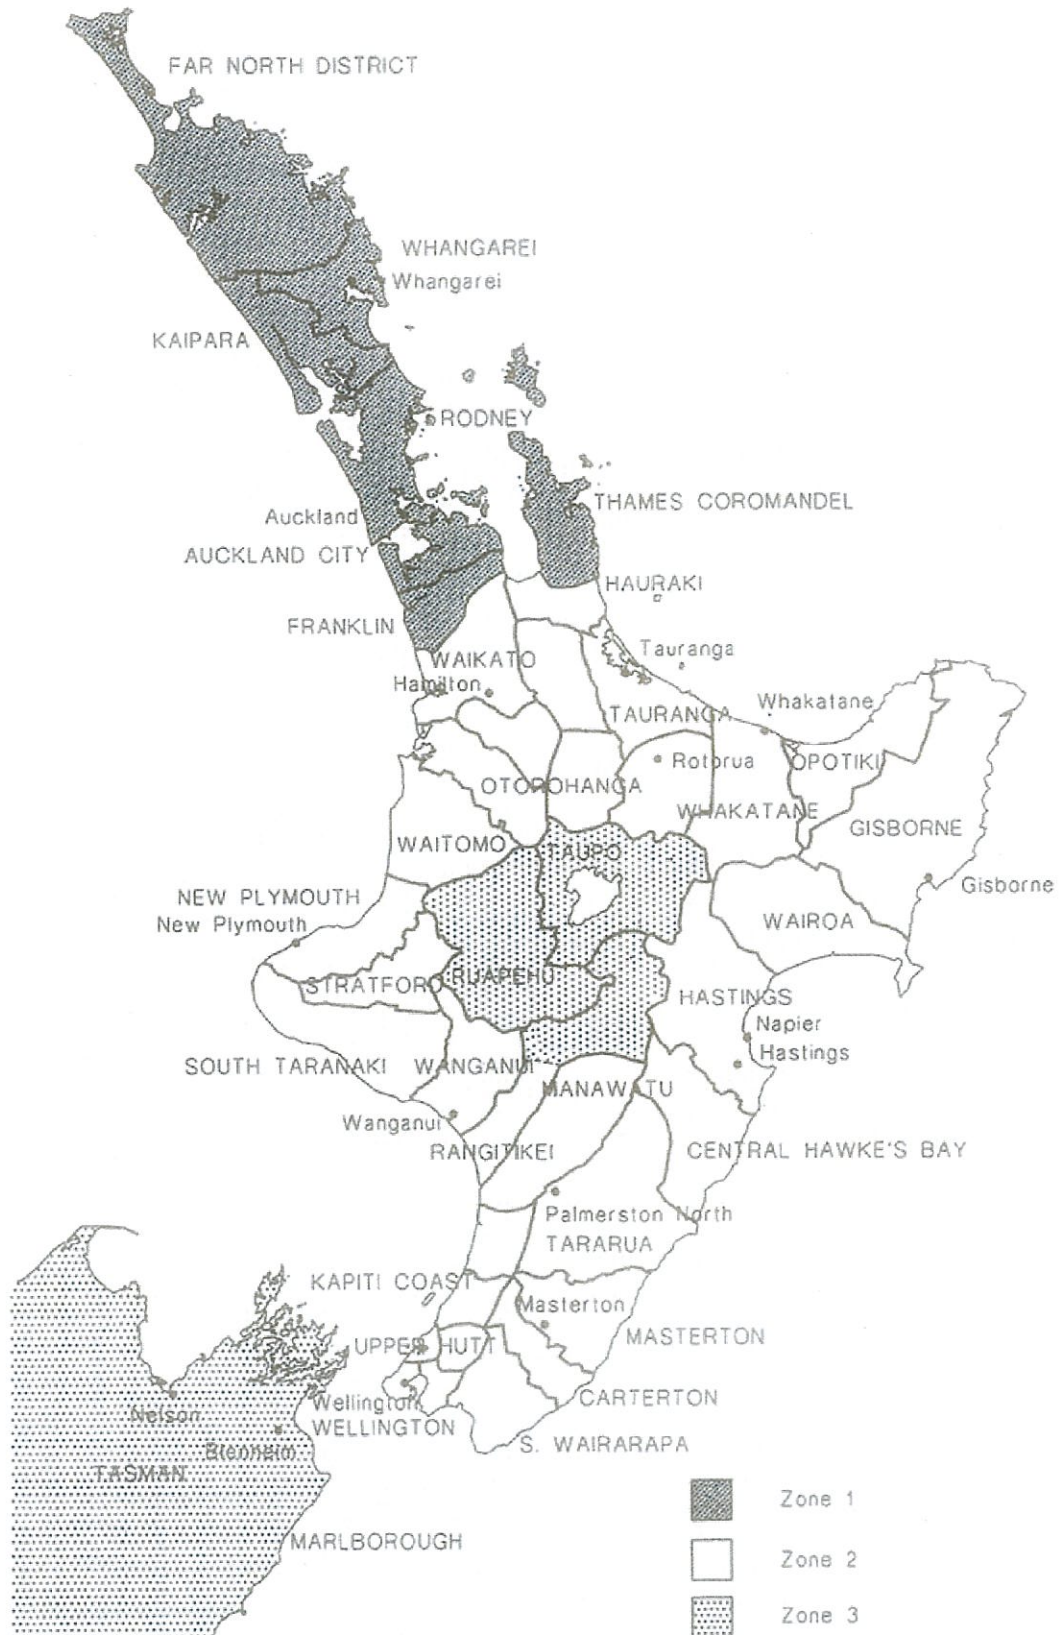 FAR NORTH DISTRICT
WHANGAREI
Whangarei
KAIPARA
RODNEY
THAMES COROMANDEL
Auckland
AUCKLAND CITY
HAURAKI
FRANKLIN
Tauranga
WAIKATO
Hamilton
Whakatane
TAURANGA
Rotorua
OPOTIKI
OTOROHANGA
WHAKATANE
GISBORNE
WAITOMO
TAUPO
Gisborne
NEW PLYMOUTH
New Plymouth
WAIROA
STRATFORD
RUAPEHU
HASTINGS
Napier
Hastings
SOUTH TARANAKI
WANGANUI
MANAWATU
Wanganui
RANGITIKEI
CENTRAL HAWKE'S BAY
Palmerston North
TARARUA
KAPITI COAST
Masterton
MASTERTON
UPPER HUTT
CARTERTON
Wellington
WELLINGTON
Nelson
S. WAIRARAPA
Blenheim
TASMAN
MARLBOROUGH
Zone 1
Zone 2
Zone 3